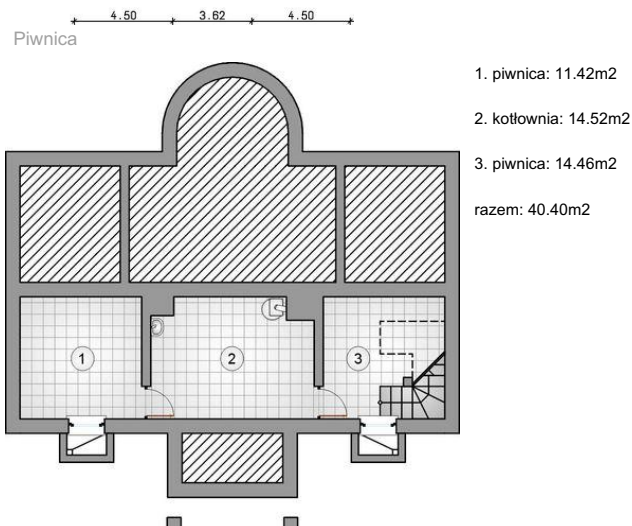 4.50 3.62 4.50
Piwnica
1. piwnica: 11.42m2
2. kotłownia: 14.52m2
3. piwnica: 14.46m2
razem: 40.40m2
1 2 3